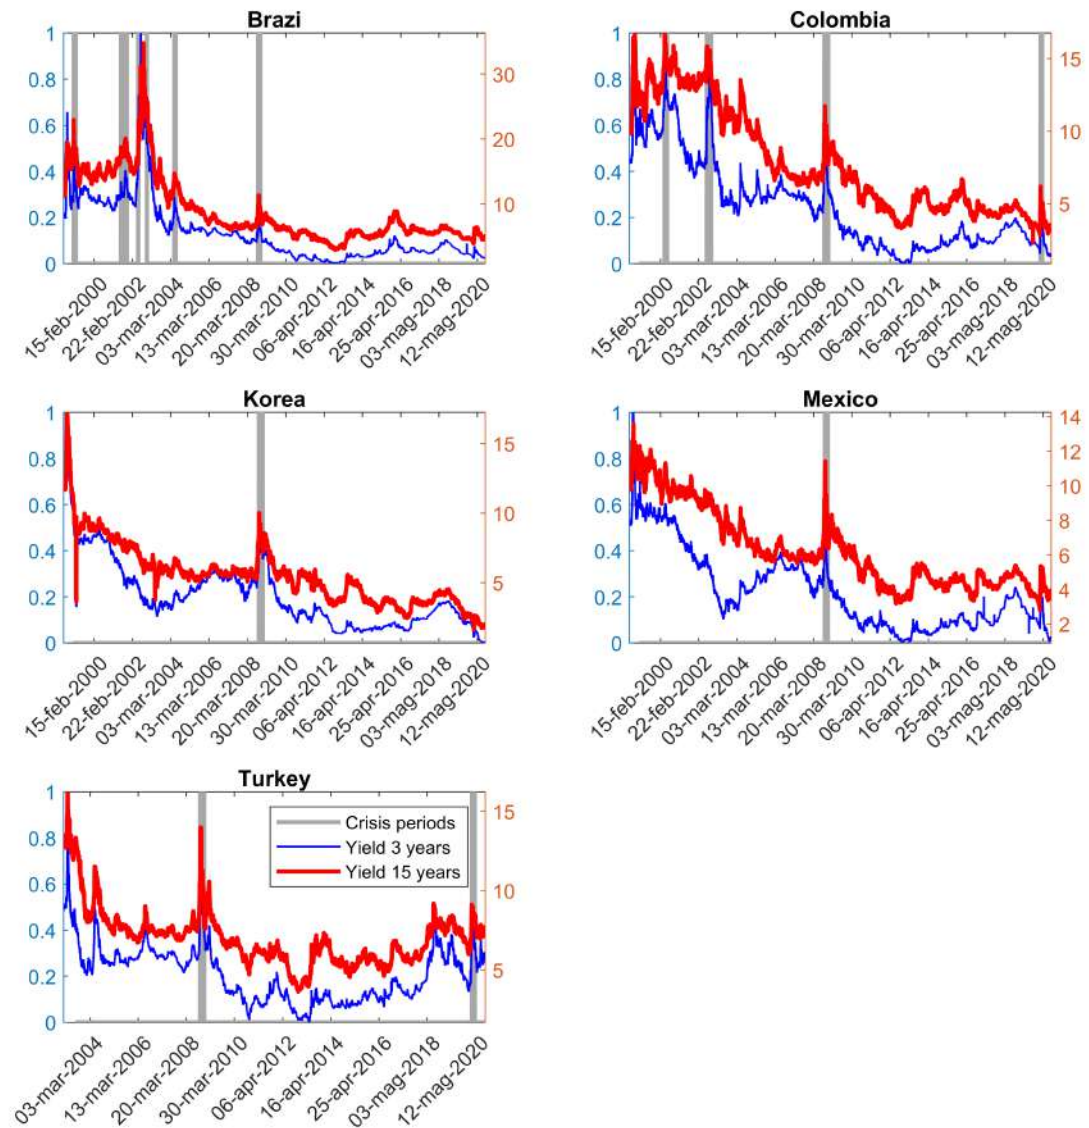 Brazi
1
0.8
0.6
0.4
0.2
0
30
20
10
15-feb-2000
22-feb-2002
03-mar-2004
13-mar-2006
20-mar-2008
30-mar-2010
06-apr-2012
16-apr-2014
25-apr-2016
03-mag-2018
12-mag-2020
Colombia
1
0.8
0.6
0.4
0.2
0
15
10
5
15-feb-2000
22-feb-2002
03-mar-2004
13-mar-2006
20-mar-2008
30-mar-2010
06-apr-2012
16-apr-2014
25-apr-2016
03-mag-2018
12-mag-2020
Korea
1
0.8
0.6
0.4
0.2
0
15
10
5
15-feb-2000
22-feb-2002
03-mar-2004
13-mar-2006
20-mar-2008
30-mar-2010
06-apr-2012
16-apr-2014
25-apr-2016
03-mag-2018
12-mag-2020
Mexico
1
0.8
0.6
0.4
0.2
0
14
12
10
8
6
4
2
15-feb-2000
22-feb-2002
03-mar-2004
13-mar-2006
20-mar-2008
30-mar-2010
06-apr-2012
16-apr-2014
25-apr-2016
03-mag-2018
12-mag-2020
Turkey
1
0.8
0.6
0.4
0.2
0
15
10
5
Crisis periods
Yield 3 years
Yield 15 years
03-mar-2004
13-mar-2006
20-mar-2008
30-mar-2010
06-apr-2012
16-apr-2014
25-apr-2016
03-mag-2018
12-mag-2020